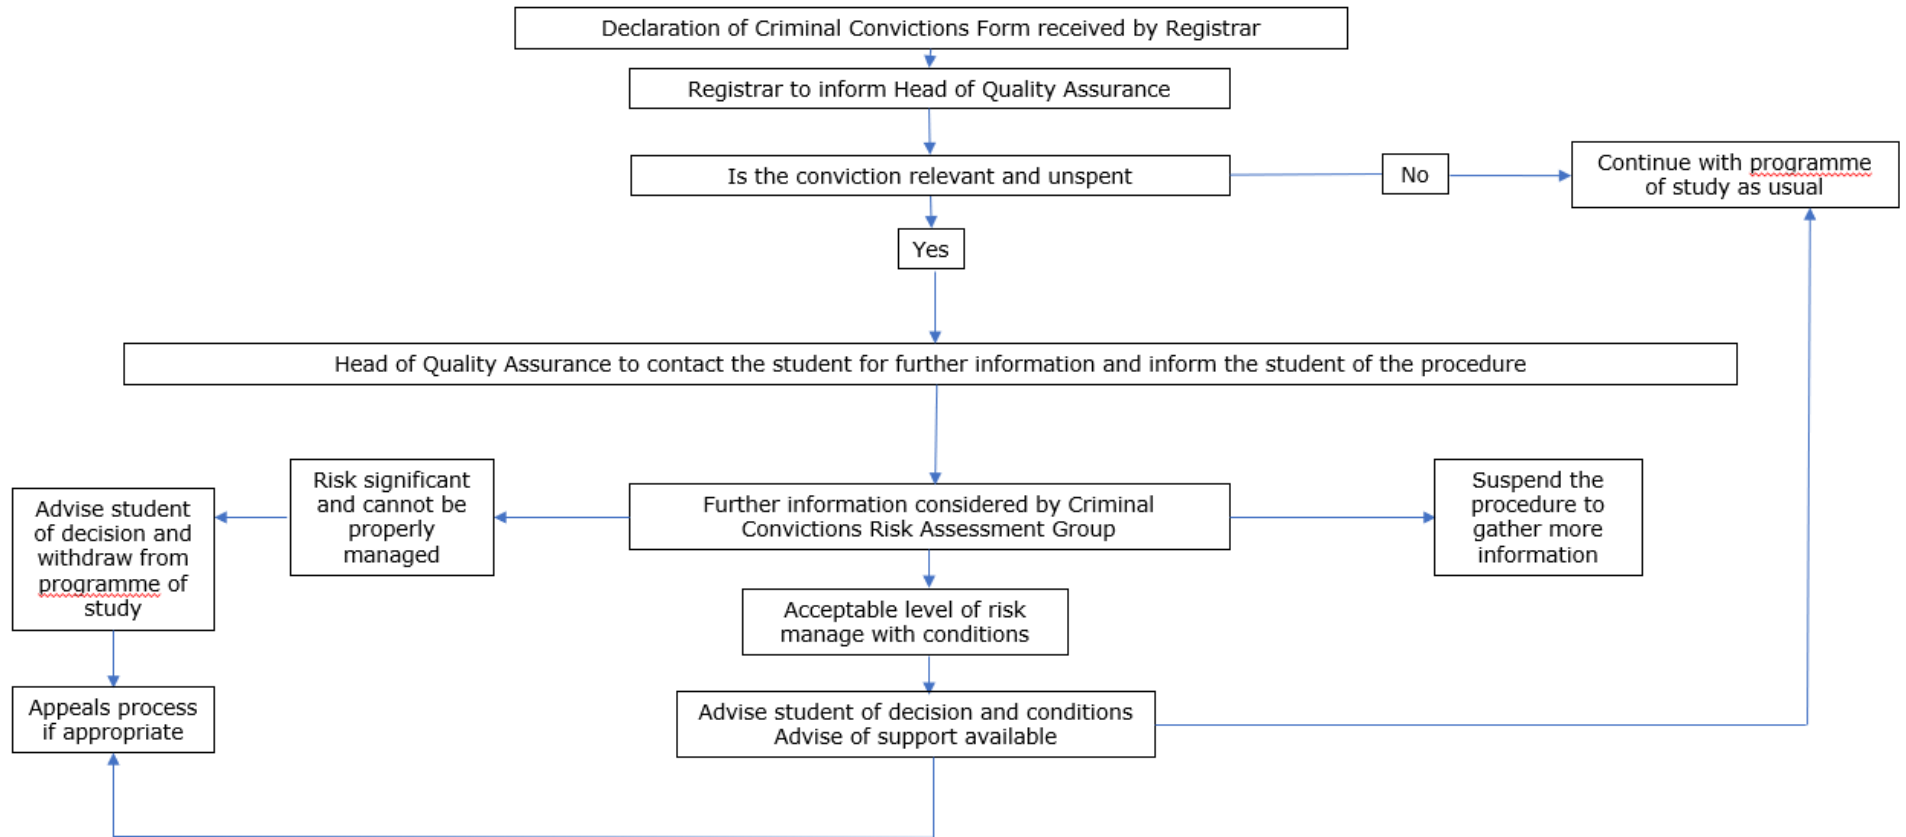 Declaration of Criminal Convictions Form received by Registrar
Registrar to inform Head of Quality Assurance
Is the conviction relevant and unspent
No
Continue with programme
of study as usual
Yes
Head of Quality Assurance to contact the student for further information and inform the student of the procedure
Advise student
of decision and
withdraw from
programme of
study
Risk significant
and cannot be
properly
managed
Further information considered by Criminal
Convictions Risk Assessment Group
Suspend the
procedure to
gather more
information
Acceptable level of risk
manage with conditions
Appeals process
if appropriate
Advise student of decision and conditions
Advise of support available